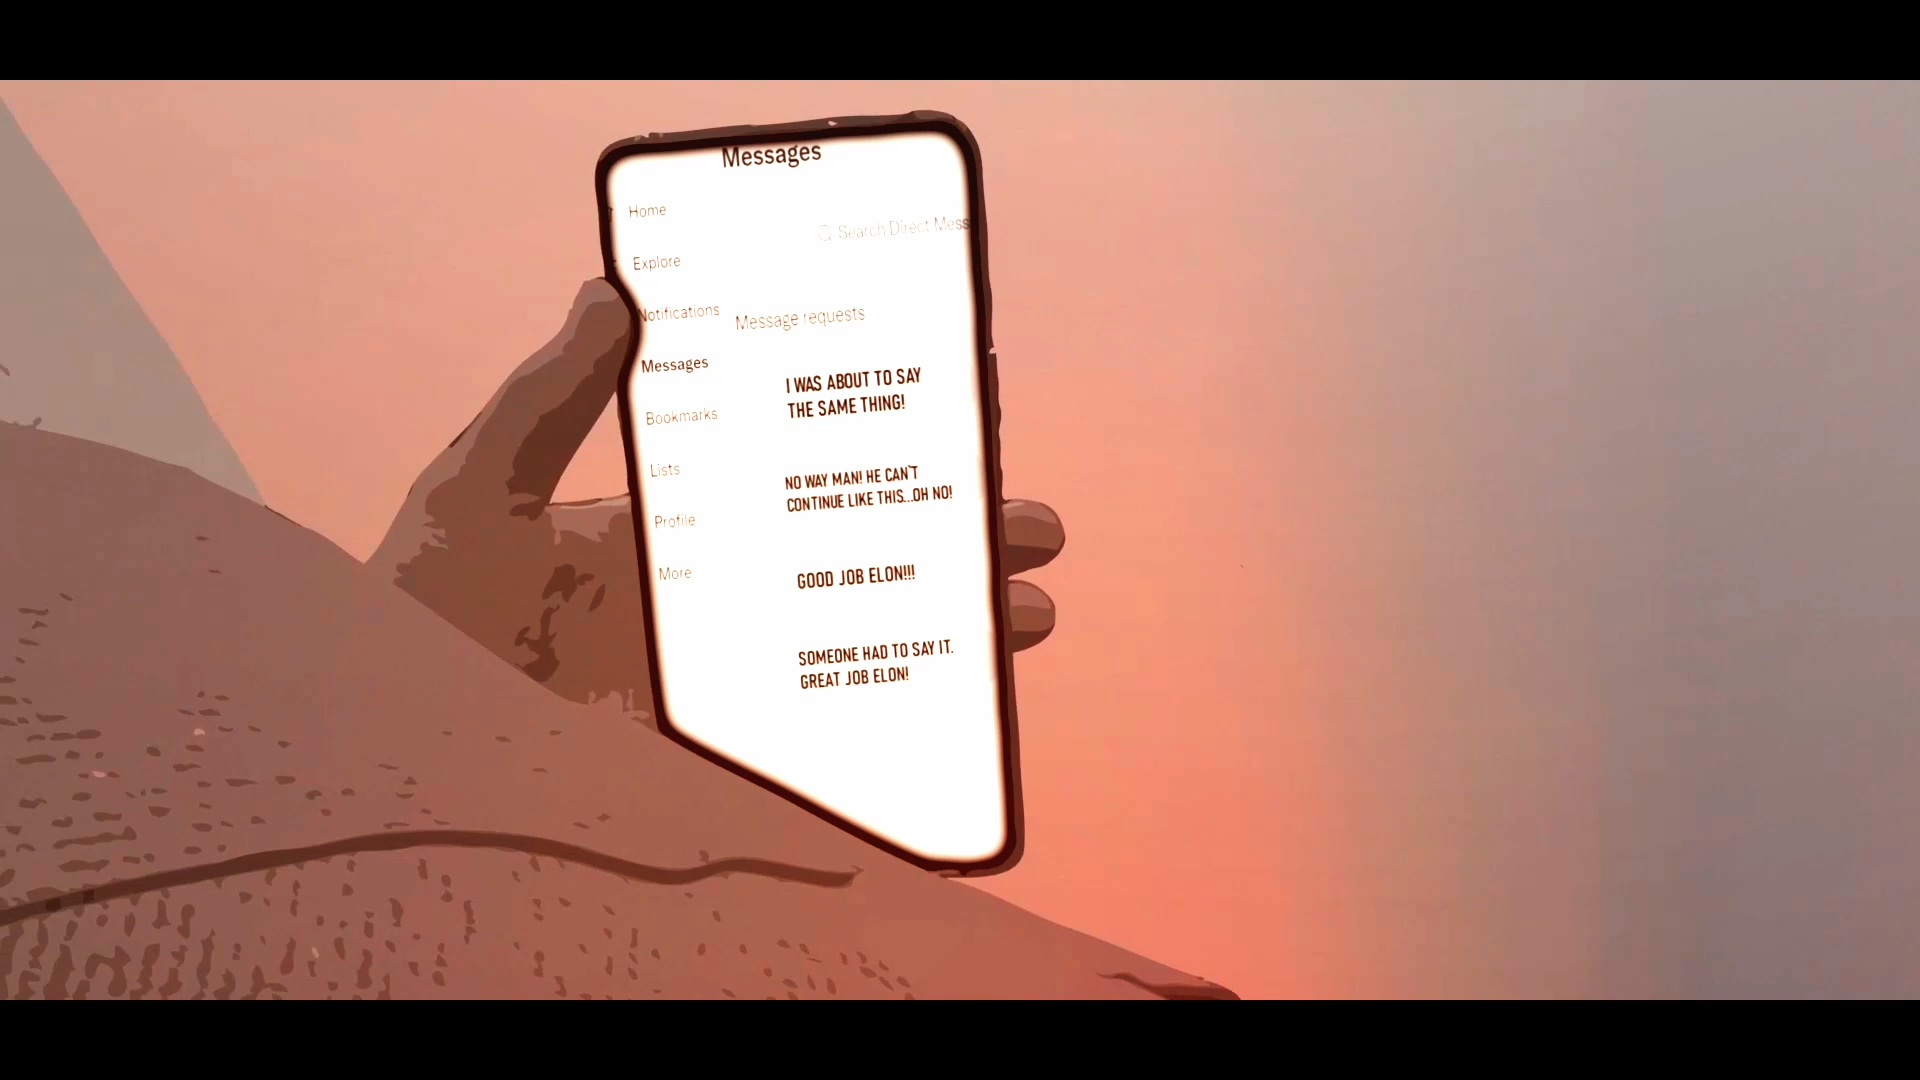 Messages
Home
Search Direct Mess
Explore
Notifications
Message requests
Messages
I WAS ABOUT TO SAY
THE SAME THING!
Bookmarks
NO WAY MAN! HE CAN'T
CONTINUE LIKE THIS...OH NO!
Lists
Profile
More
GOOD JOB ELON!!!
SOMEONE HAD TO SAY IT.
GREAT JOB ELON!